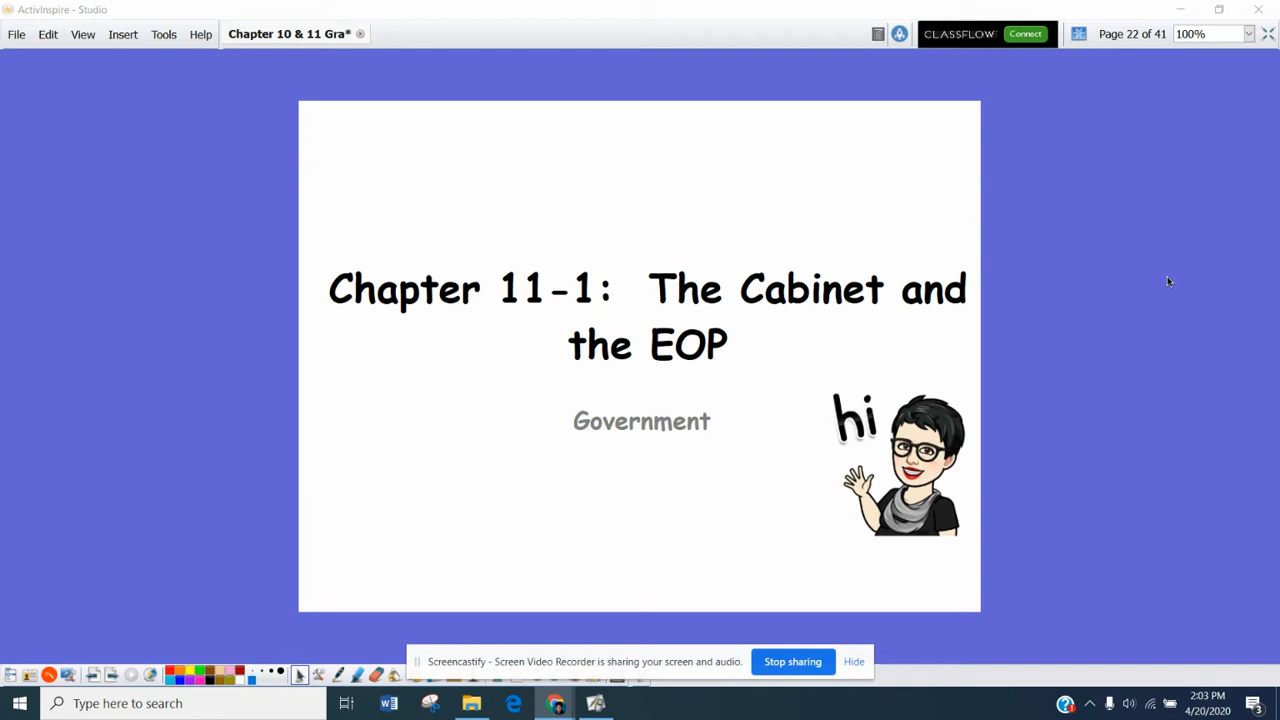 ActivInspire - Studio
File Edit View Insert Tools Help Chapter 10 & 11 Gra* CLASSFLOW Connect Page 22 of 41 100%
Chapter 11-1: The Cabinet and
the EOP
Government
hi
Screencastify - Screen Video Recorder is sharing your screen and audio. Stop sharing Hide
Type here to search
2:03 PM
4/20/2020
3